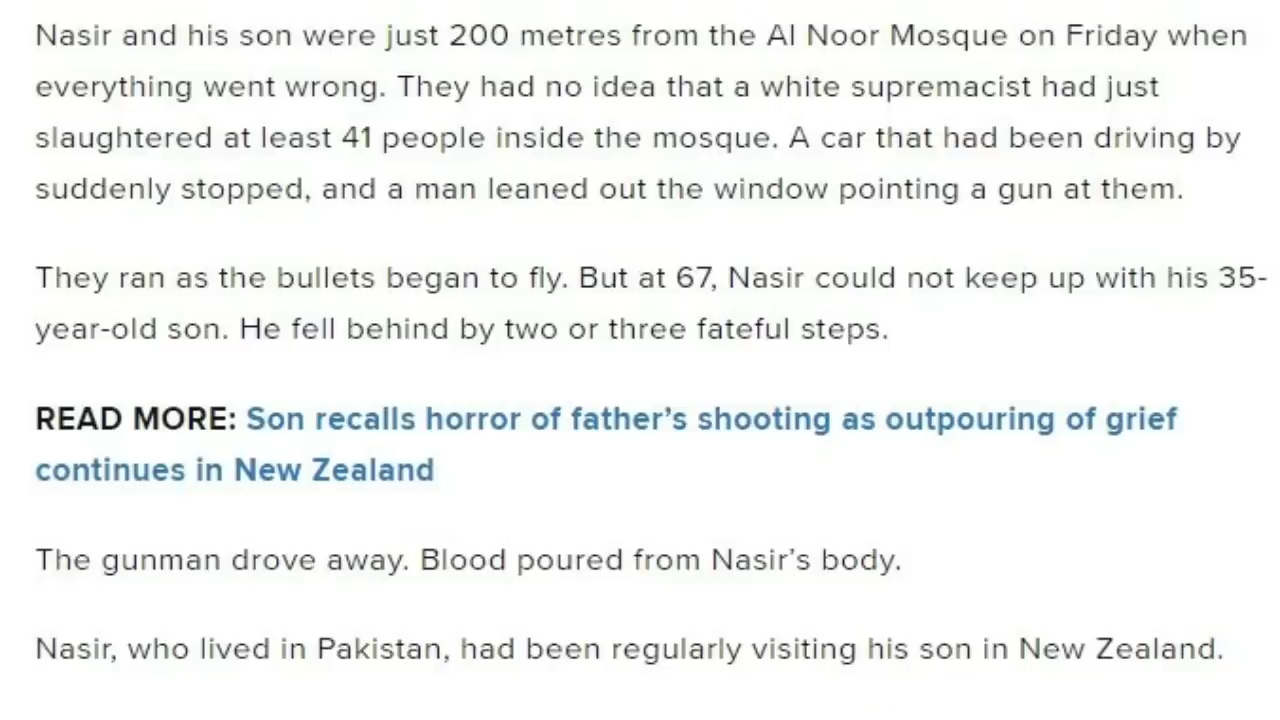 Nasir and his son were just 200 metres from the Al Noor Mosque on Friday when
everything went wrong. They had no idea that a white supremacist had just
slaughtered at least 41 people inside the mosque. A car that had been driving by
suddenly stopped, and a man leaned out the window pointing a gun at them.
They ran as the bullets began to fly. But at 67, Nasir could not keep up with his 35-
year-old son. He fell behind by two or three fateful steps.
READ MORE: Son recalls horror of father’s shooting as outpouring of grief
continues in New Zealand
The gunman drove away. Blood poured from Nasir’s body.
Nasir, who lived in Pakistan, had been regularly visiting his son in New Zealand.